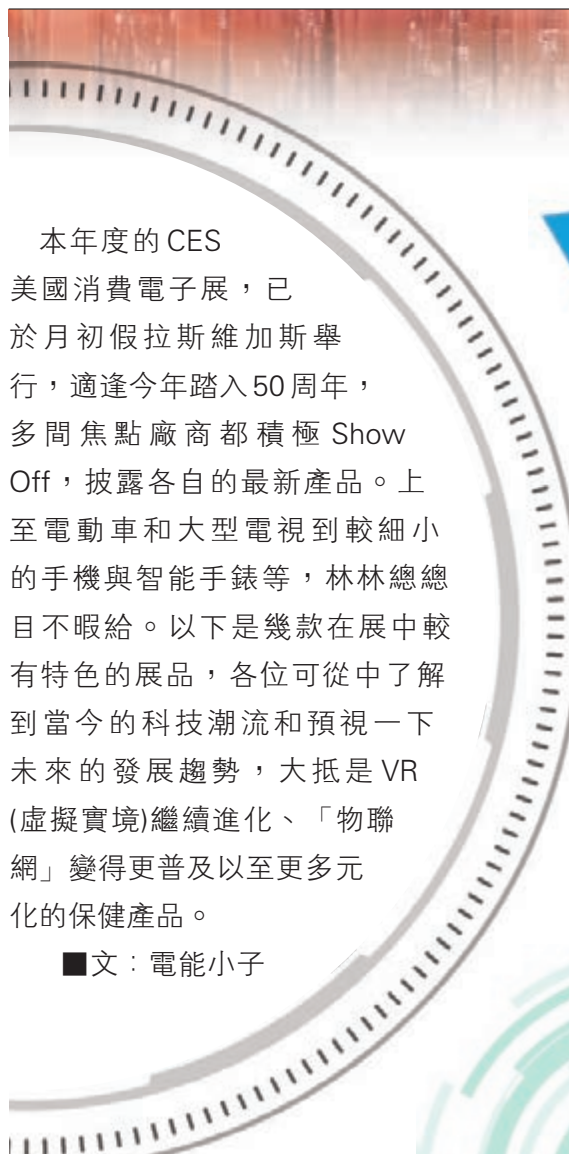 本年度的 CES
美國消費電子展，已
於月初假拉斯維加斯舉
行，適逢今年踏入 50 周年，
多間焦點廠商都積極 Show
Off，披露各自的最新產品。上
至電動車和大型電視到較細小
的手機與智能手錶等，林林總總
目不暇給。以下是幾款在展中較
有特色的展品，各位可從中了解
到當今的科技潮流和預視一下
未來的發展趨勢，大抵是 VR
(虛擬實境)繼續進化、「物聯
網」變得更普及以至更多元
化的保健產品。
■文：電能小子